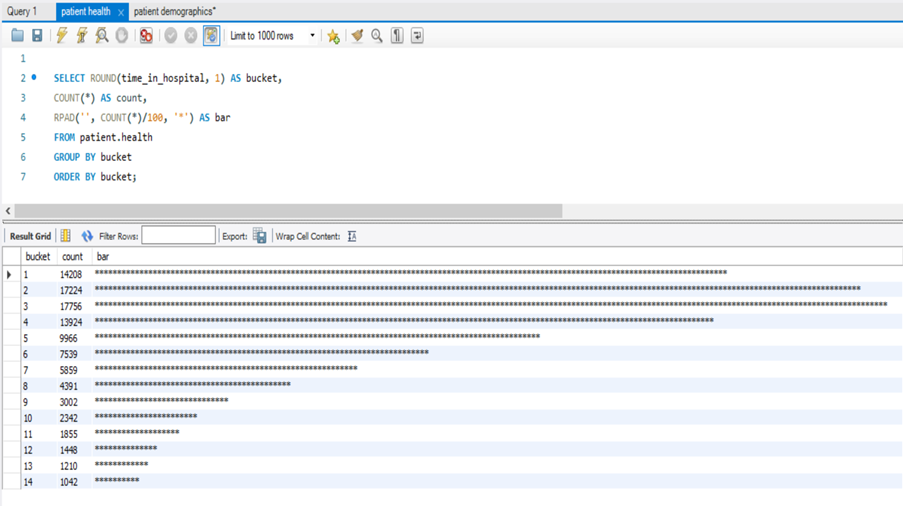 Query 1 patient health × patient demographics*
Limit to 1000 rows
1
2 SELECT ROUND(time_in_hospital, 1) AS bucket,
3 COUNT(*) AS count,
4 RPAD('', COUNT(*)/100, '*') AS bar
5 FROM patient.health
6 GROUP BY bucket
7 ORDER BY bucket;
Result Grid Filter Rows: Export: Wrap Cell Content:
bucket count bar
1 14208 **********************************************************************************************************************************************
2 17224 ****************************************************************************************************************************************************************************
3 17756 **********************************************************************************************************************************************************************************
4 13924 *******************************************************************************************************************************************
5 9966 ****************************************************************************************************
6 7539 ***************************************************************************
7 5859 ***********************************************************
8 4391 ********************************************
9 3002 ******************************
10 2342 ***********************
11 1855 *******************
12 1448 **************
13 1210 ************
14 1042 **********